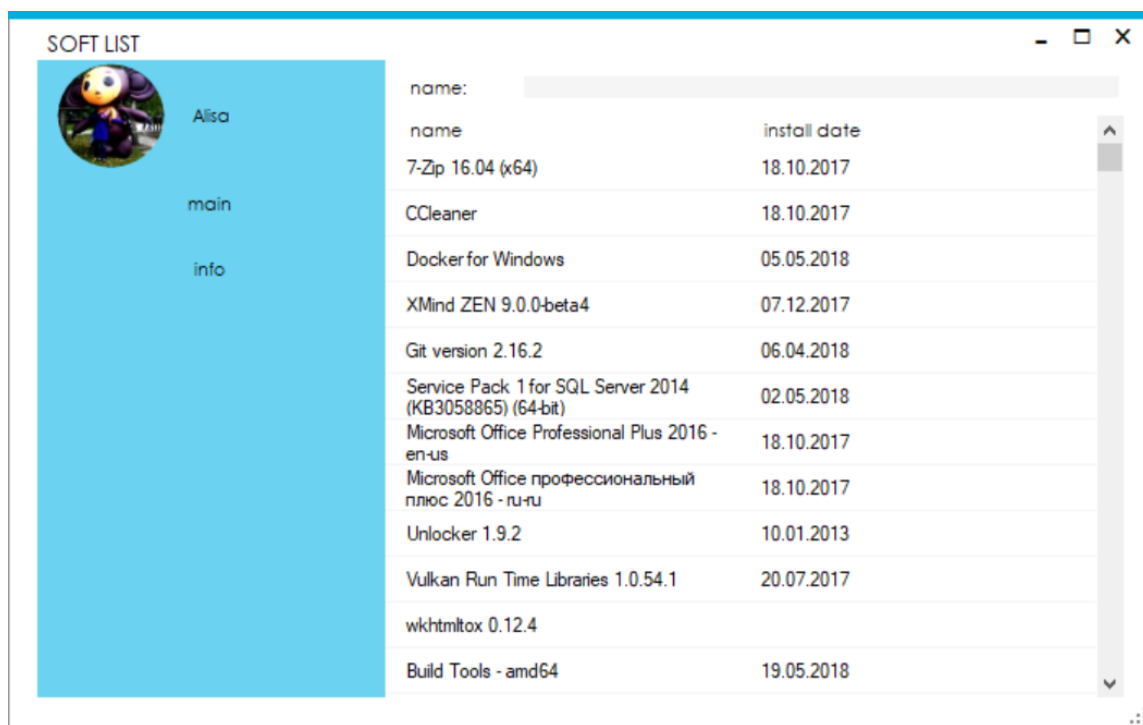 SOFT LIST
Alisa
main
info
name:
name install date
7-Zip 16.04 (x64) 18.10.2017
CCleaner 18.10.2017
Docker for Windows 05.05.2018
XMind ZEN 9.0.0-beta4 07.12.2017
Git version 2.16.2 06.04.2018
Service Pack 1 for SQL Server 2014
(KB3058865) (64-bit) 02.05.2018
Microsoft Office Professional Plus 2016 -
en-us 18.10.2017
Microsoft Office профессиональный
плюс 2016 - ru-ru 18.10.2017
Unlocker 1.9.2 10.01.2013
Vulkan Run Time Libraries 1.0.54.1 20.07.2017
wkhtmltox 0.12.4
Build Tools - amd64 19.05.2018